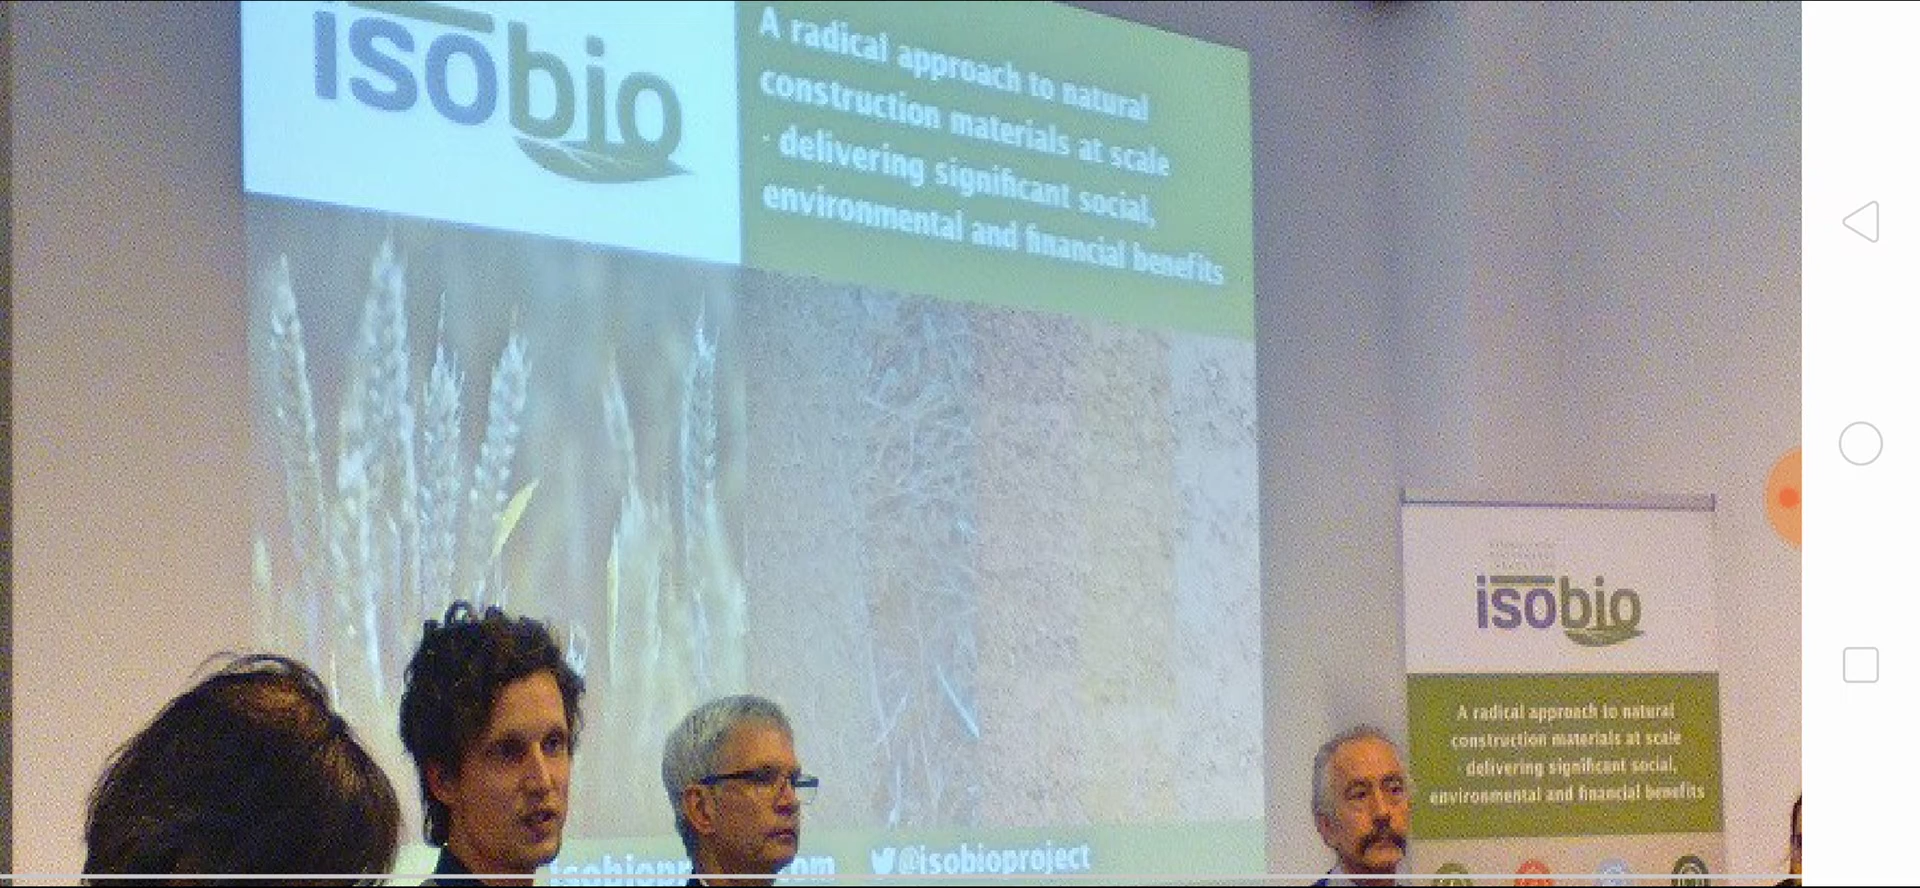 isobio
A radical approach to natural
construction materials at scale
- delivering significant social,
environmental and financial benefits
@isobioproject
isobio
A radical approach to natural
construction materials at scale
- delivering significant social,
environmental and financial benefits